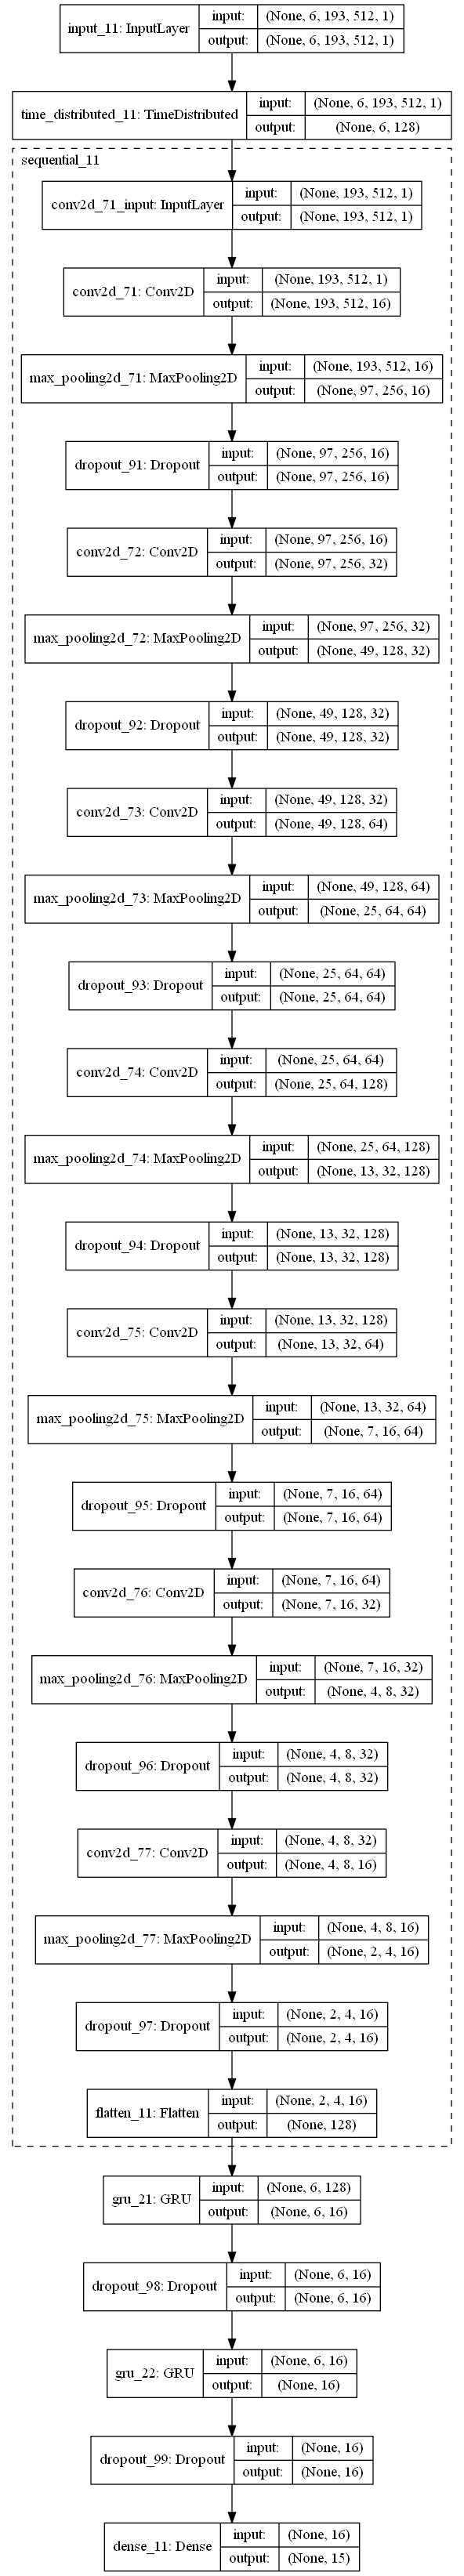 input_11: InputLayer
input:
(None, 6, 193, 512, 1)
output:
(None, 6, 193, 512, 1)
time_distributed_11: TimeDistributed
input:
(None, 6, 193, 512, 1)
output:
(None, 6, 128)
sequential_11
conv2d_71_input: InputLayer
input:
(None, 193, 512, 1)
output:
(None, 193, 512, 1)
conv2d_71: Conv2D
input:
(None, 193, 512, 1)
output:
(None, 193, 512, 16)
max_pooling2d_71: MaxPooling2D
input:
(None, 193, 512, 16)
output:
(None, 97, 256, 16)
dropout_91: Dropout
input:
(None, 97, 256, 16)
output:
(None, 97, 256, 16)
conv2d_72: Conv2D
input:
(None, 97, 256, 16)
output:
(None, 97, 256, 32)
max_pooling2d_72: MaxPooling2D
input:
(None, 97, 256, 32)
output:
(None, 49, 128, 32)
dropout_92: Dropout
input:
(None, 49, 128, 32)
output:
(None, 49, 128, 32)
conv2d_73: Conv2D
input:
(None, 49, 128, 32)
output:
(None, 49, 128, 64)
max_pooling2d_73: MaxPooling2D
input:
(None, 49, 128, 64)
output:
(None, 25, 64, 64)
dropout_93: Dropout
input:
(None, 25, 64, 64)
output:
(None, 25, 64, 64)
conv2d_74: Conv2D
input:
(None, 25, 64, 64)
output:
(None, 25, 64, 128)
max_pooling2d_74: MaxPooling2D
input:
(None, 25, 64, 128)
output:
(None, 13, 32, 128)
dropout_94: Dropout
input:
(None, 13, 32, 128)
output:
(None, 13, 32, 128)
conv2d_75: Conv2D
input:
(None, 13, 32, 128)
output:
(None, 13, 32, 64)
max_pooling2d_75: MaxPooling2D
input:
(None, 13, 32, 64)
output:
(None, 7, 16, 64)
dropout_95: Dropout
input:
(None, 7, 16, 64)
output:
(None, 7, 16, 64)
conv2d_76: Conv2D
input:
(None, 7, 16, 64)
output:
(None, 7, 16, 32)
max_pooling2d_76: MaxPooling2D
input:
(None, 7, 16, 32)
output:
(None, 4, 8, 32)
dropout_96: Dropout
input:
(None, 4, 8, 32)
output:
(None, 4, 8, 32)
conv2d_77: Conv2D
input:
(None, 4, 8, 32)
output:
(None, 4, 8, 16)
max_pooling2d_77: MaxPooling2D
input:
(None, 4, 8, 16)
output:
(None, 2, 4, 16)
dropout_97: Dropout
input:
(None, 2, 4, 16)
output:
(None, 2, 4, 16)
flatten_11: Flatten
input:
(None, 2, 4, 16)
output:
(None, 128)
gru_21: GRU
input:
(None, 6, 128)
output:
(None, 6, 16)
dropout_98: Dropout
input:
(None, 6, 16)
output:
(None, 6, 16)
gru_22: GRU
input:
(None, 6, 16)
output:
(None, 16)
dropout_99: Dropout
input:
(None, 16)
output:
(None, 16)
dense_11: Dense
input:
(None, 16)
output:
(None, 15)